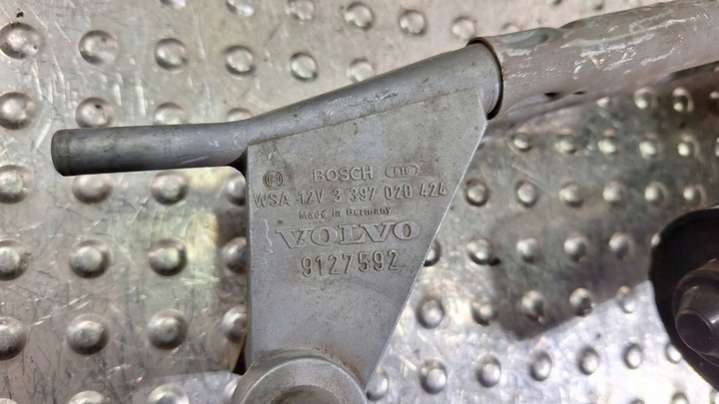 BOSCH
WSA 12V 3 397 020 424
Made in Germany
VOLVO
9127592